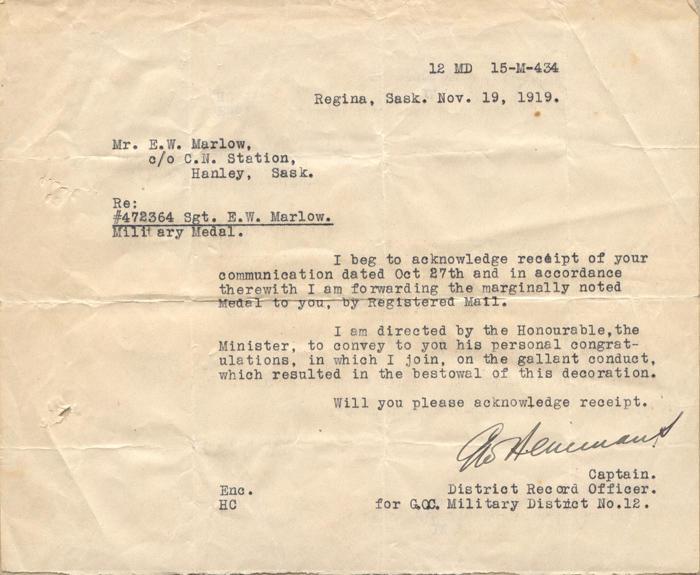 12 MD 15-M-434
Regina, Sask. Nov. 19, 1919.
Mr. E.W. Marlow,
c/o C.N. Station,
Hanley, Sask.
Re:
#472364 Sgt. E.W. Marlow.
Military Medal.
I beg to acknowledge receipt of your
communication dated Oct 27th and in accordance
therewith I am forwarding the marginally noted
Medal to you, by Registered Mail.
I am directed by the Honourable,the
Minister, to convey to you his personal congrat-
ulations, in which I join, on the gallant conduct,
which resulted in the bestowal of this decoration.
Will you please acknowledge receipt.
Captain.
Enc. District Record Officer.
HC for G.OC. Military District No.12.